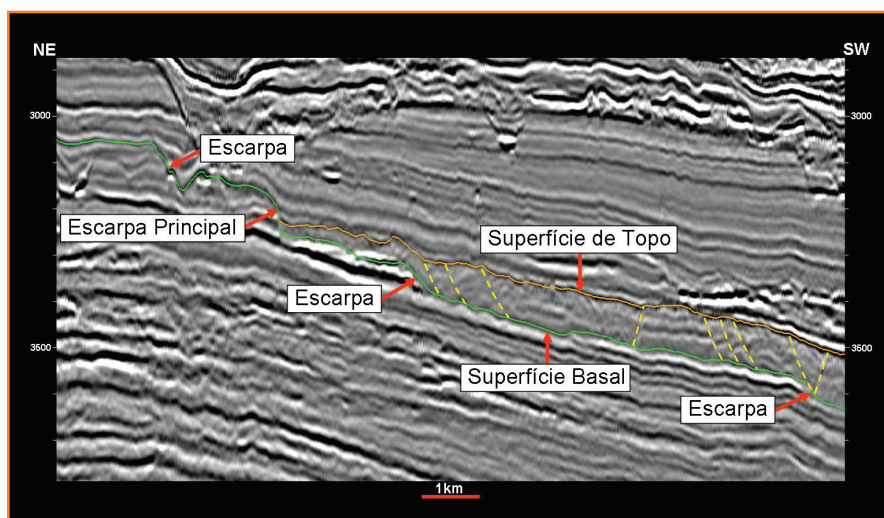 NE
SW
3000
3000
Escarpa
Escarpa Principal
Superfície de Topo
Escarpa
3500
3500
Superfície Basal
Escarpa
1km